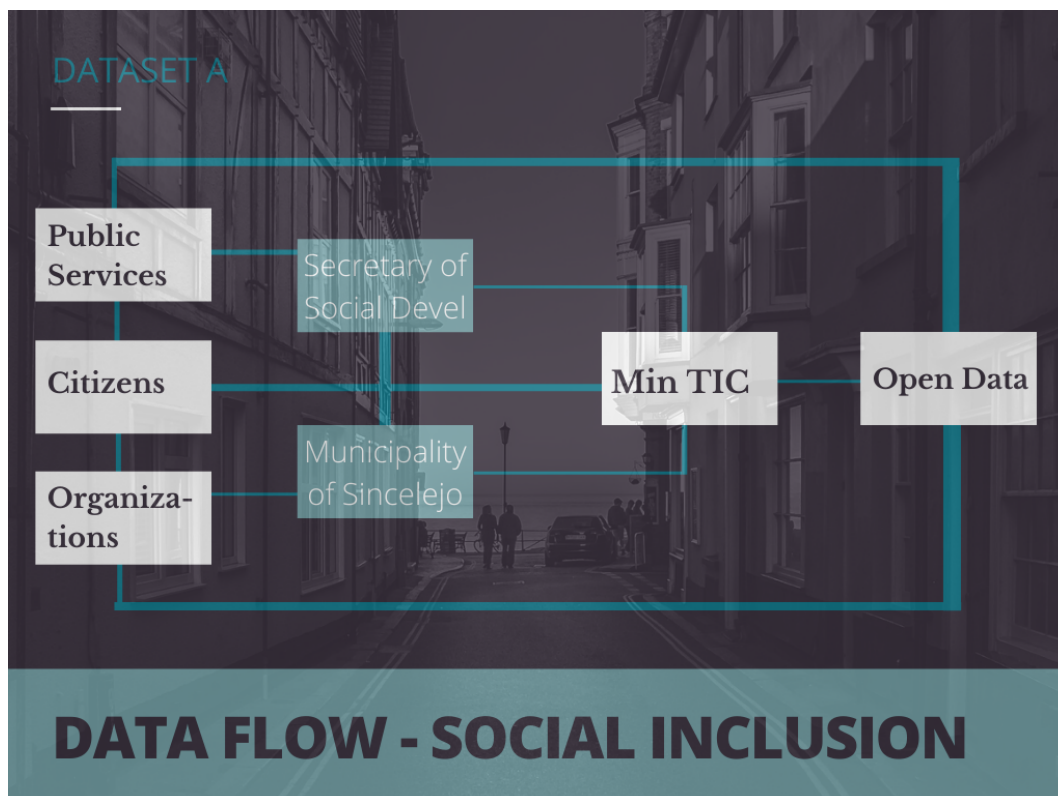 DATASET A
Public
Services
Secretary of
Social Devel
Citizens
Min TIC
Open Data
Municipality
of Sincelejo
Organiza-
tions
DATA FLOW - SOCIAL INCLUSION